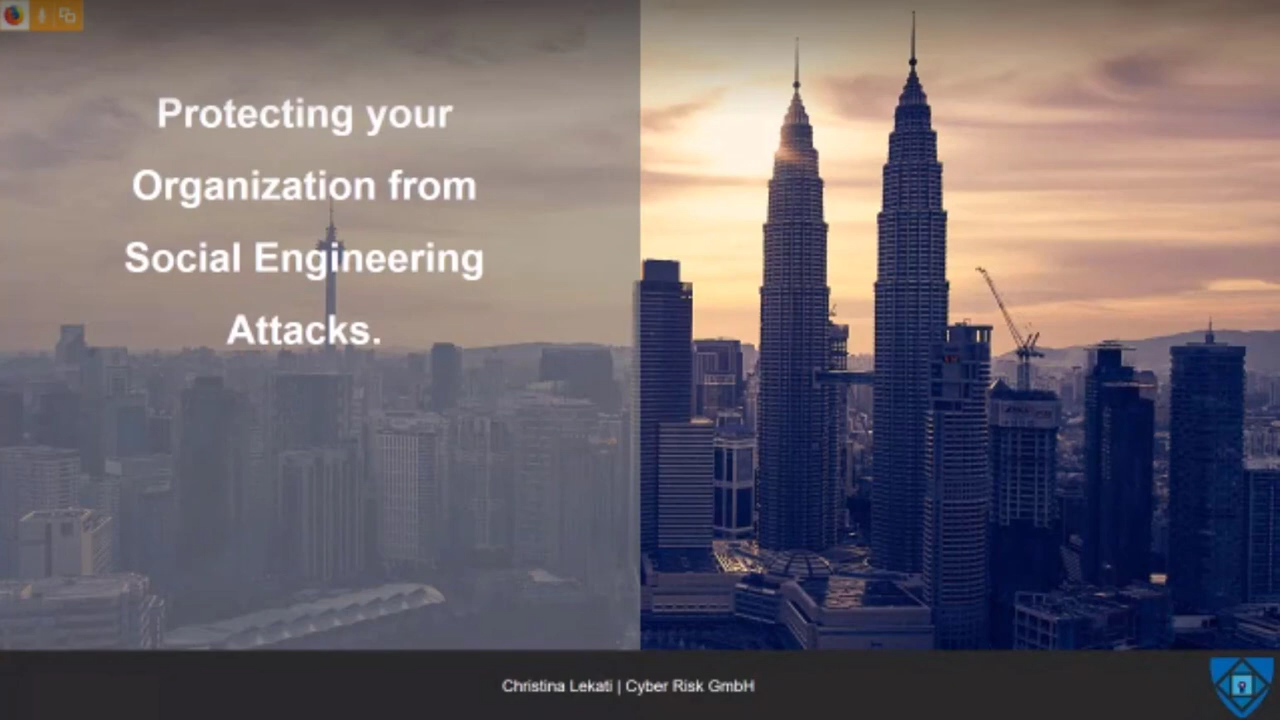 Protecting your
Organization from
Social Engineering
Attacks.
Christina Lekati | Cyber Risk GmbH